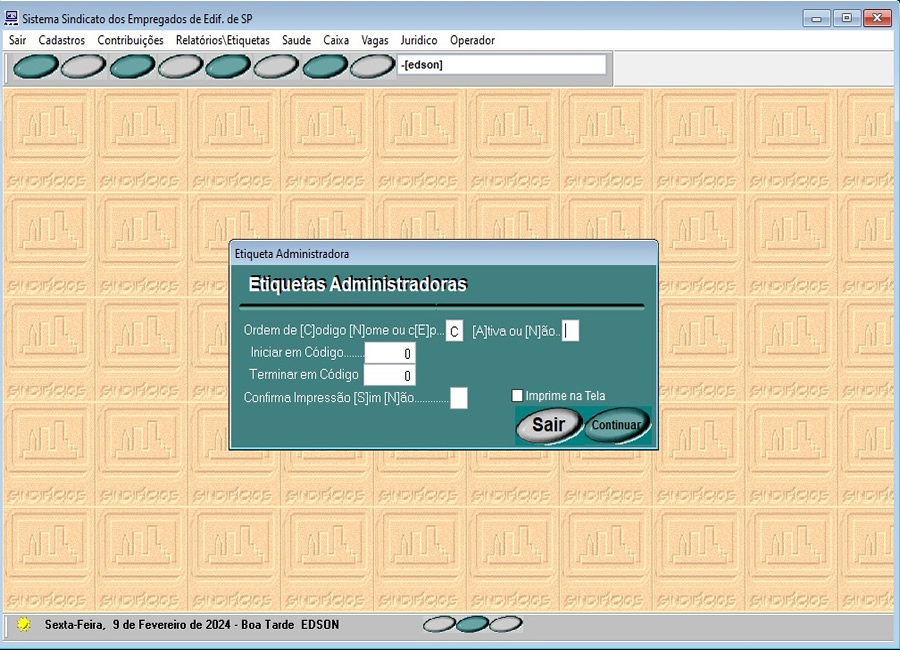 Sistema Sindicato dos Empregados de Edif. de SP
Sair Cadastros Contribuições Relatórios\Etiquetas Saude Caixa Vagas Juridico Operador
-[edson]
Etiqueta Administradora
Etiquetas Administradoras
Ordem de [C]odigo [N]ome ou c[E]p... C [A]tiva ou [N]ão..
Iniciar em Código....... 0
Terminar em Código 0
Confirma Impressão [S]im [N]ão............
Imprime na Tela
Sair Continuar
SINDIFÍCIOS
Sexta-Feira, 9 de Fevereiro de 2024 - Boa Tarde EDSON